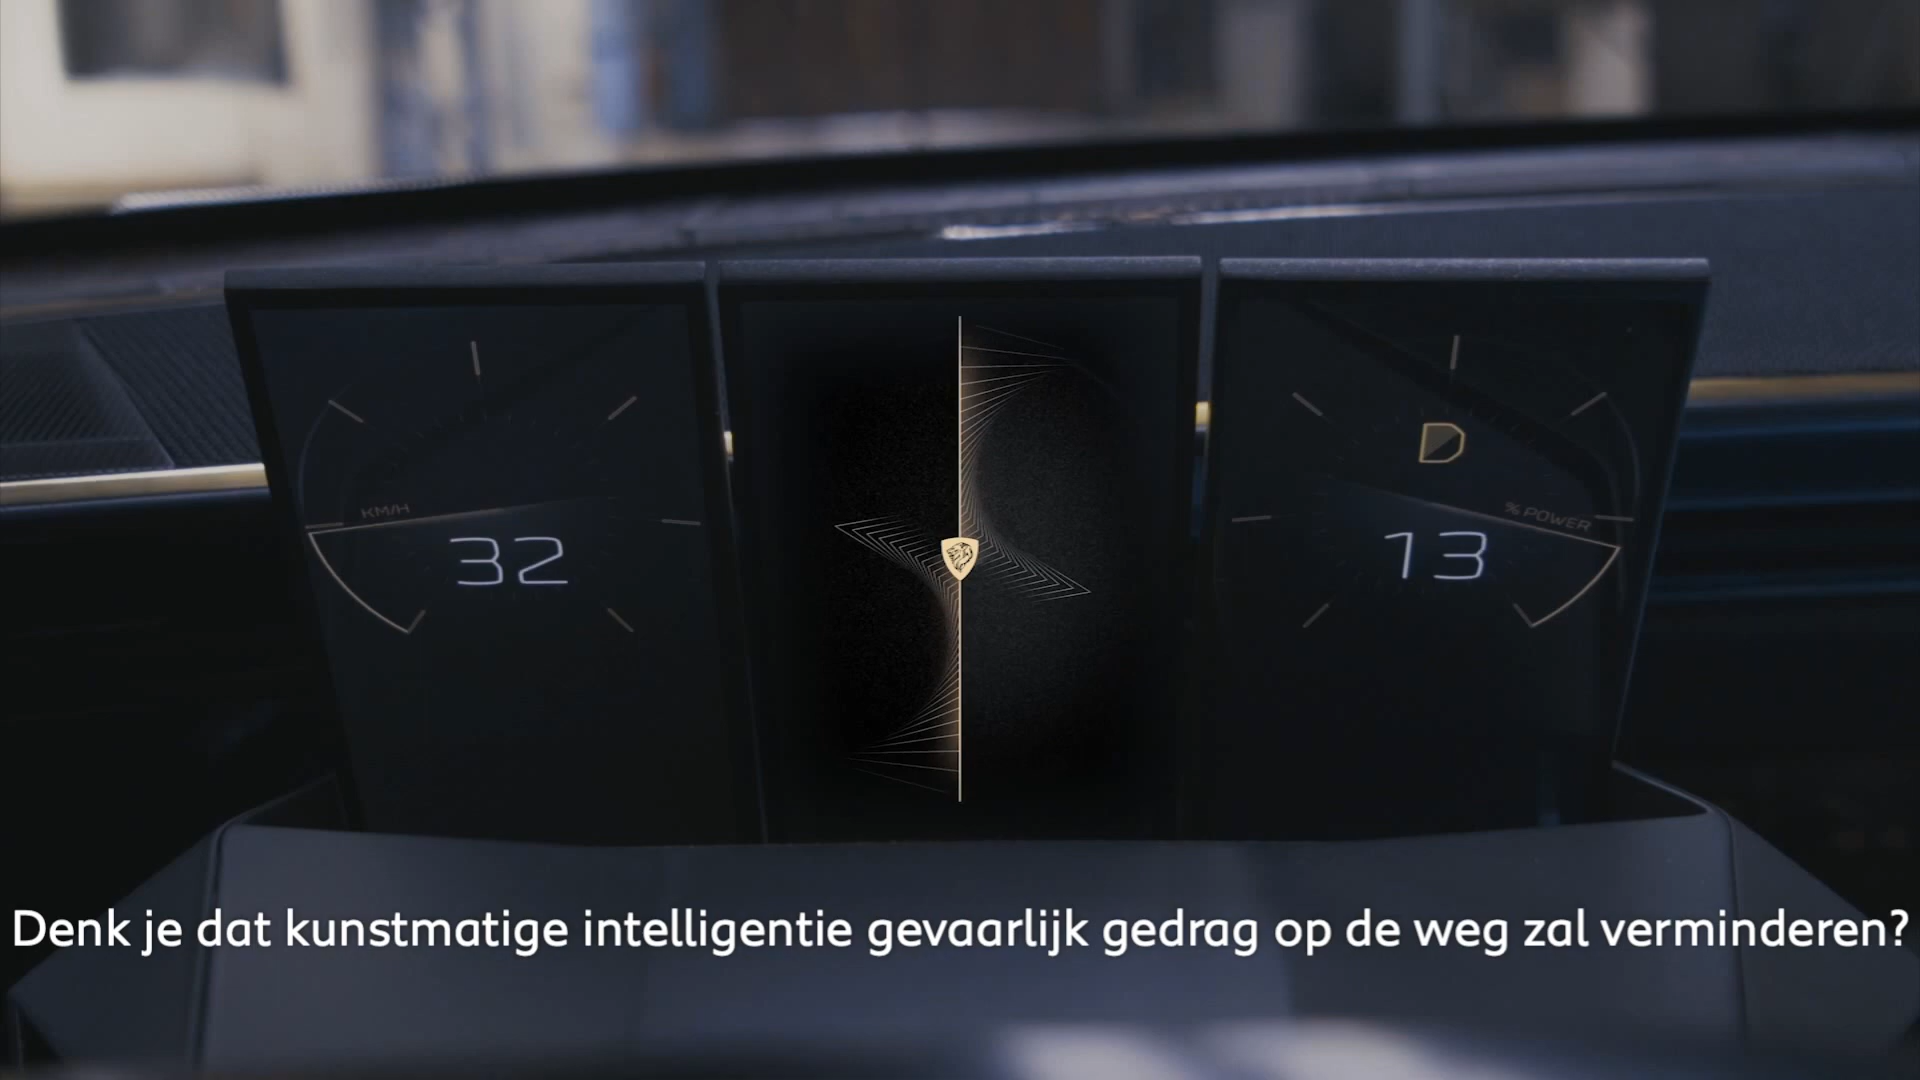 KM/H
32
D
% POWER
13
Denk je dat kunstmatige intelligentie gevaarlijk gedrag op de weg zal verminderen?